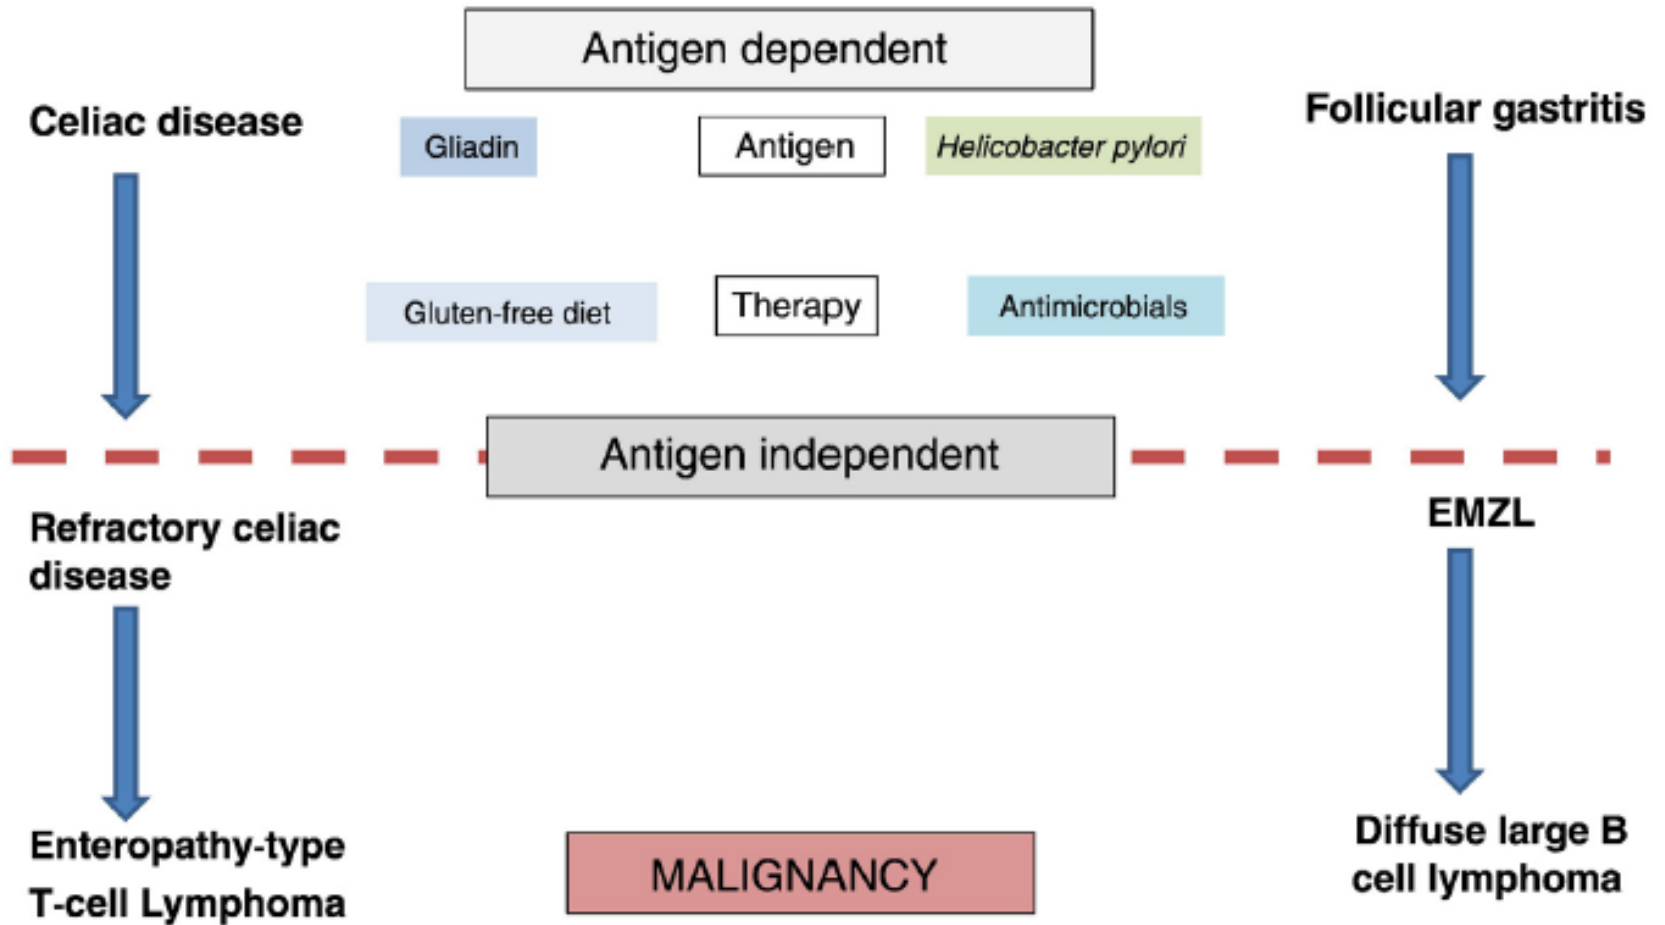 Antigen dependent
Celiac disease
Follicular gastritis
Gliadin
Antigen
Helicobacter pylori
Gluten-free diet
Therapy
Antimicrobials
Antigen independent
Refractory celiac
disease
EMZL
Enteropathy-type
T-cell Lymphoma
MALIGNANCY
Diffuse large B
cell lymphoma